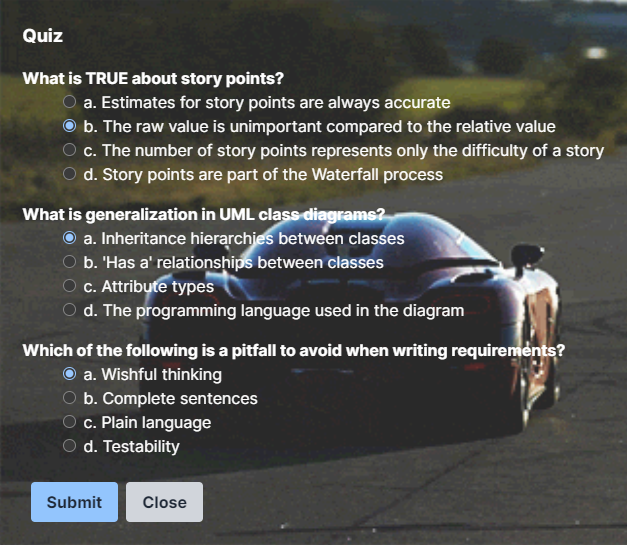 Quiz
What is TRUE about story points?
a. Estimates for story points are always accurate
b. The raw value is unimportant compared to the relative value
c. The number of story points represents only the difficulty of a story
d. Story points are part of the Waterfall process
What is generalization in UML class diagrams?
a. Inheritance hierarchies between classes
b. 'Has a' relationships between classes
c. Attribute types
d. The programming language used in the diagram
Which of the following is a pitfall to avoid when writing requirements?
a. Wishful thinking
b. Complete sentences
c. Plain language
d. Testability
Submit Close